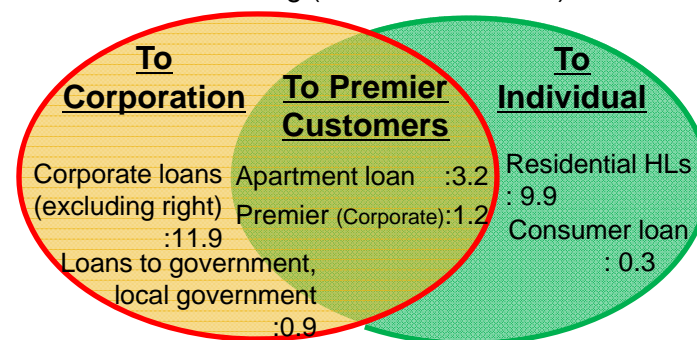 To
Corporation
To Premier
Customers
To
Individual
Corporate loans
(excluding right)
:11.9
Loans to government,
local government
:0.9
Apartment loan :3.2
Premier (Corporate):1.2
Residential HLs
: 9.9
Consumer loan
: 0.3